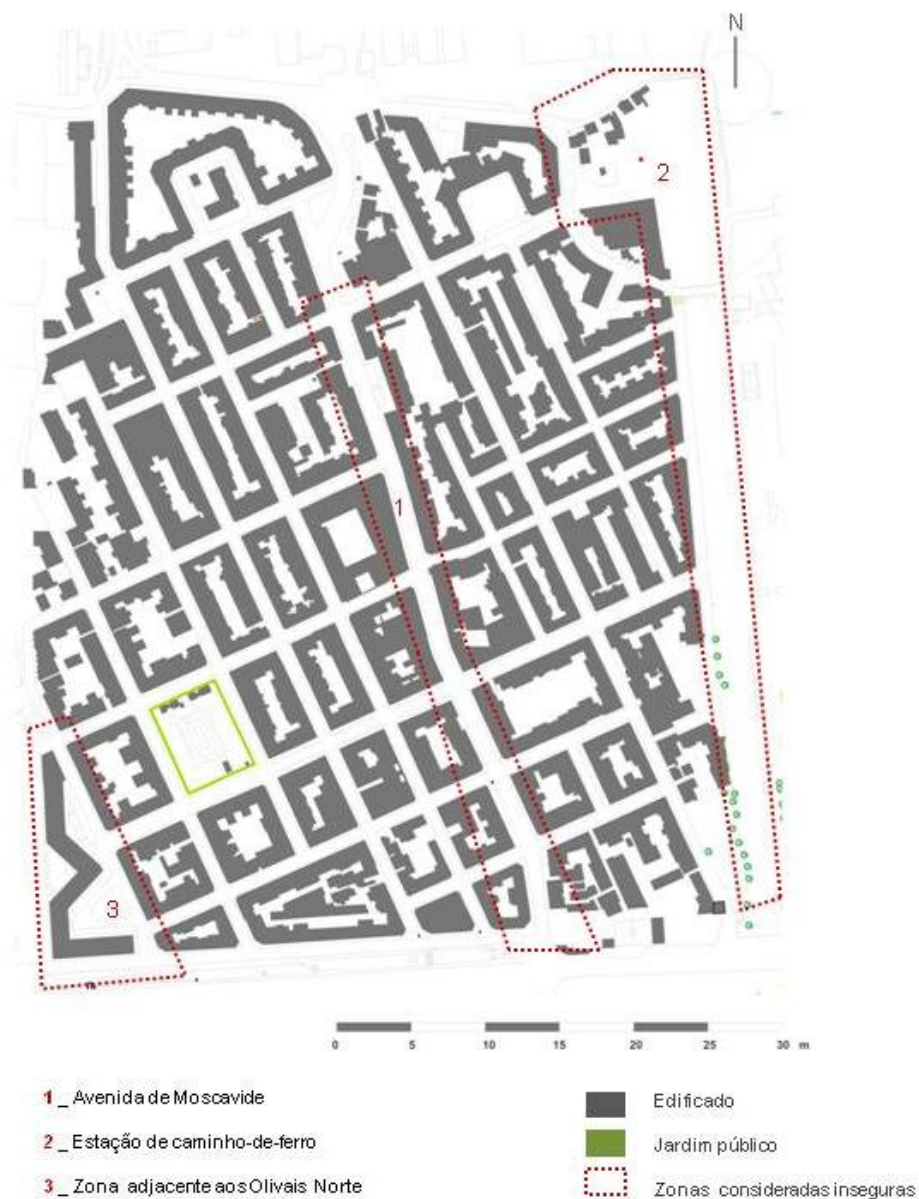 N
2
1
3
0 5 10 15 20 25 30 m
1 _ Avenida de Moscavide
2 _ Estação de caminho-de-ferro
3 _ Zona adjacente aos Olivais Norte
Edificado
Jardim público
Zonas consideradas inseguras